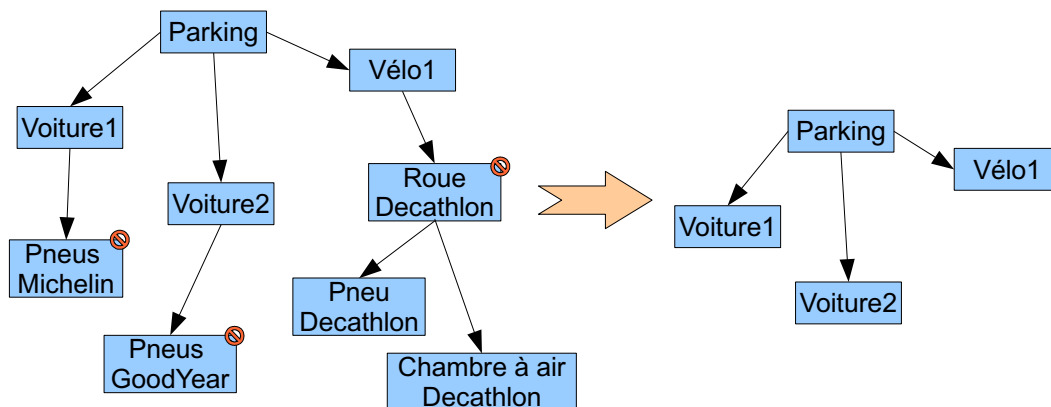 Parking
Vélo1
Voiture1
Roue
Decathlon
Voiture2
Pneus
Michelin
Pneu
Decathlon
Pneus
GoodYear
Chambre à air
Decathlon
Parking
Vélo1
Voiture1
Voiture2